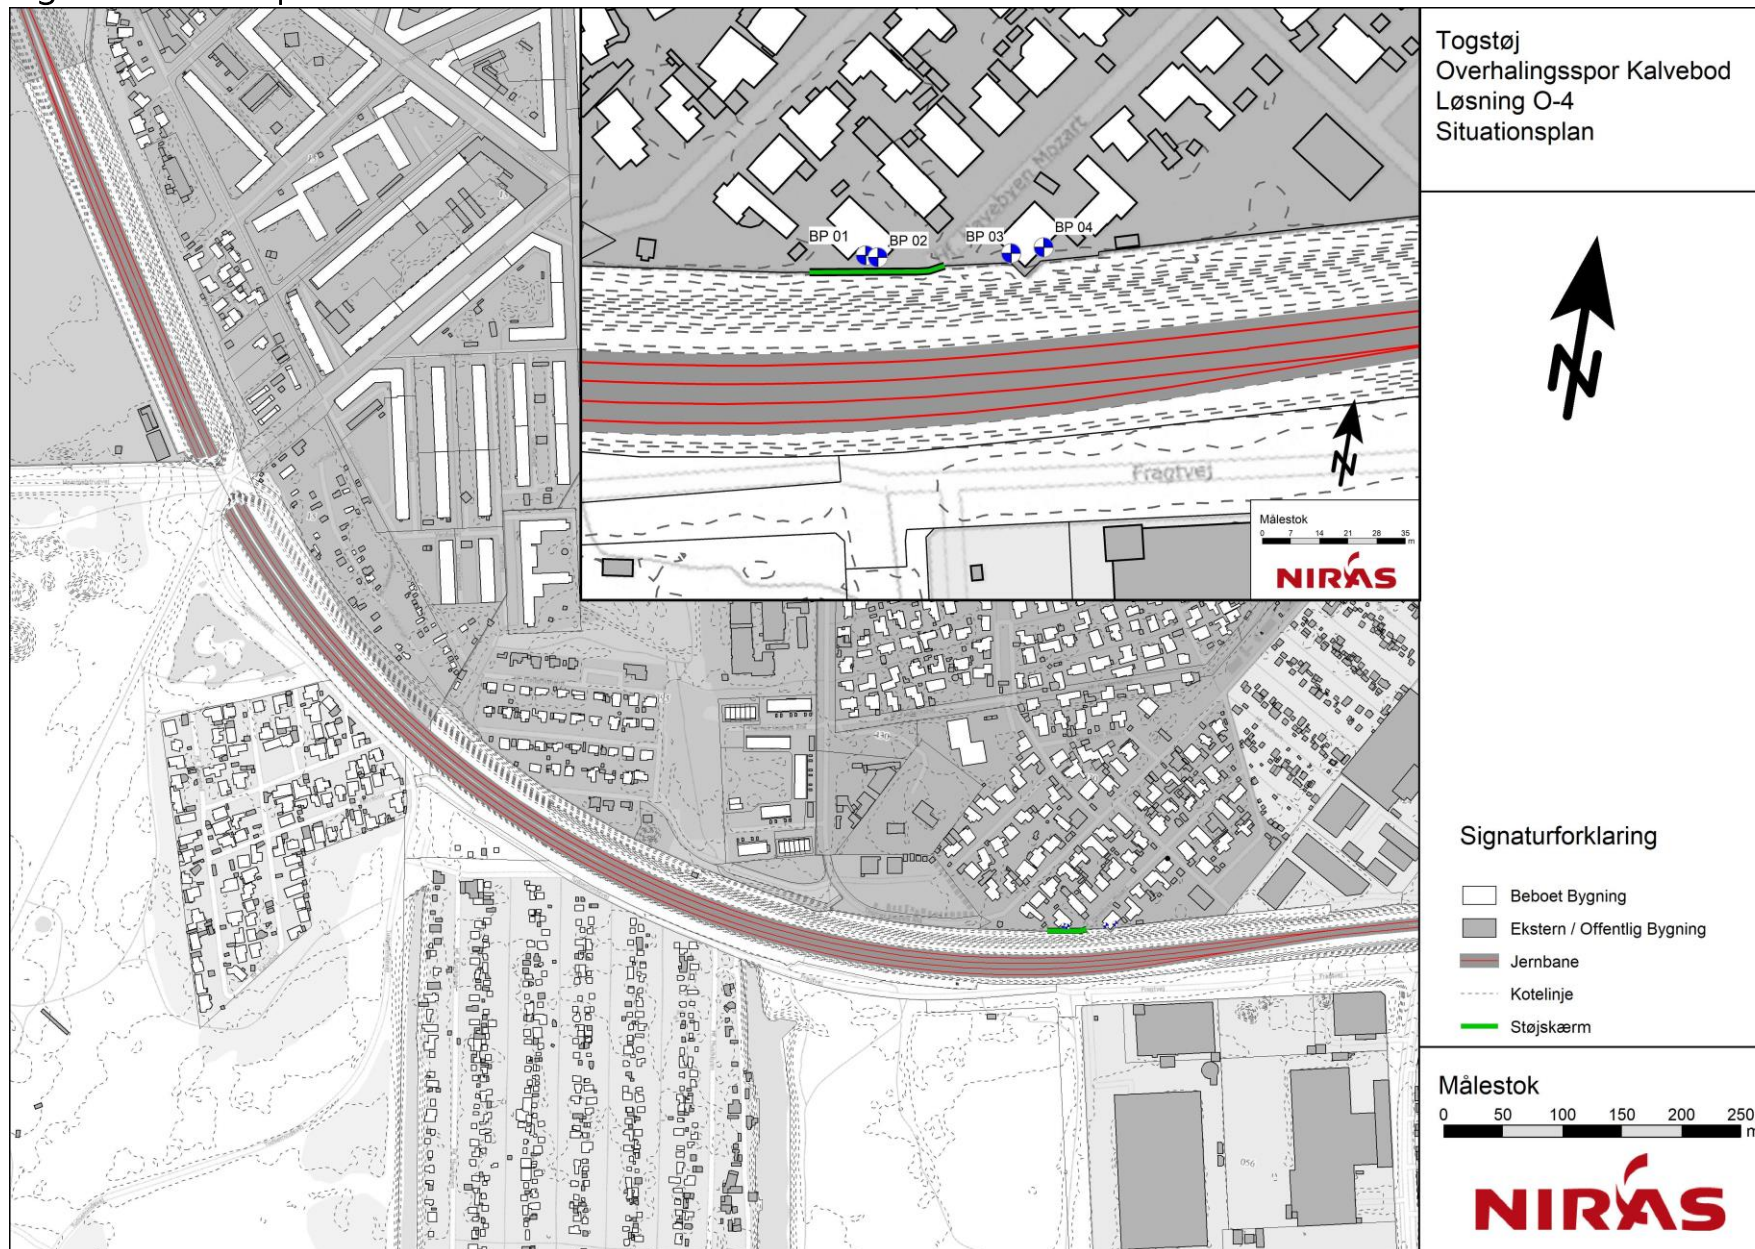 Togstøj
Overhalingsspor Kalvebod
Løsning O-4
Situationsplan
BP 01
BP 02
BP 03
BP 04
Mozart
Fragtvej
Målestok
0 7 14 21 28 35
m
NIRAS
Signaturforklaring
Beboet Bygning
Ekstern / Offentlig Bygning
Jernbane
Kotelinje
Støjskærm
Målestok
0 50 100 150 200 250
m
NIRAS